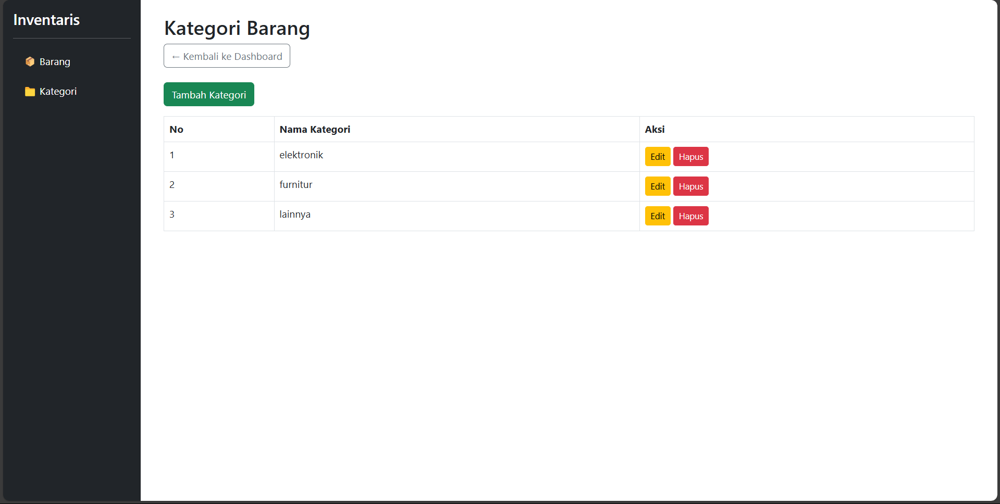 Inventaris
Barang
Kategori
Kategori Barang
← Kembali ke Dashboard
Tambah Kategori
No Nama Kategori Aksi
1 elektronik Edit Hapus
2 furnitur Edit Hapus
3 lainnya Edit Hapus